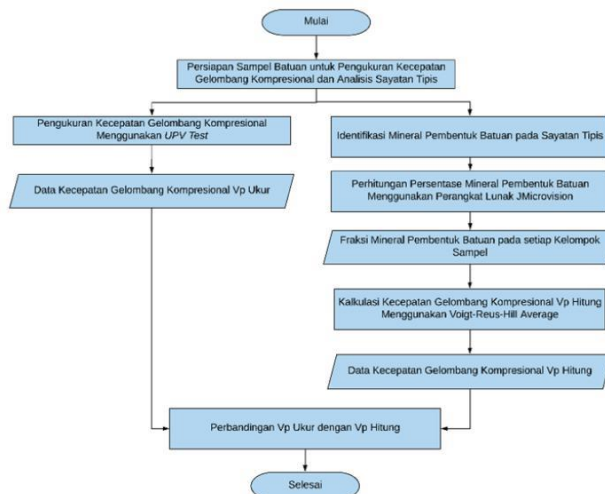 Mulai
Persiapan Sampel Batuan untuk Pengukuran Kecepatan
Gelombang Kompresional dan Analisis Sayatan Tipis
Pengukuran Kecepatan Gelombang Kompresional
Menggunakan UPV Test
Data Kecepatan Gelombang Kompresional Vp Ukur
Identifikasi Mineral Pembentuk Batuan pada Sayatan Tipis
Perhitungan Persentase Mineral Pembentuk Batuan
Menggunakan Perangkat Lunak JMicrovision
Fraksi Mineral Pembentuk Batuan pada setiap Kelompok
Sampel
Kalkulasi Kecepatan Gelombang Kompresional Vp Hitung
Menggunakan Voigt-Reus-Hill Average
Data Kecepatan Gelombang Kompresional Vp Hitung
Perbandingan Vp Ukur dengan Vp Hitung
Selesai